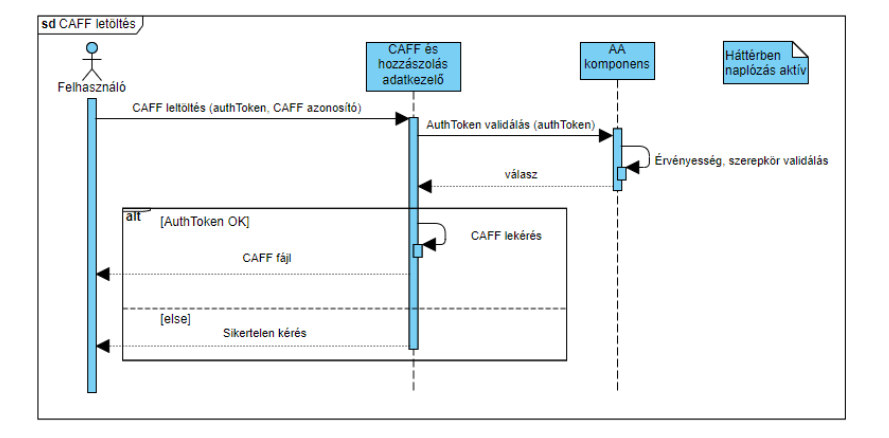 sd CAFF letöltés
Felhasználó
CAFF és
hozzászolás
adatkezelő
AA
komponens
Háttérben
naplózás aktív
CAFF leltöltés (authToken, CAFF azonosító)
AuthToken validálás (authToken)
Érvényesség, szerepkör validálás
válasz
alt
[AuthToken OK]
CAFF lekérés
CAFF fájl
[else]
Sikertelen kérés